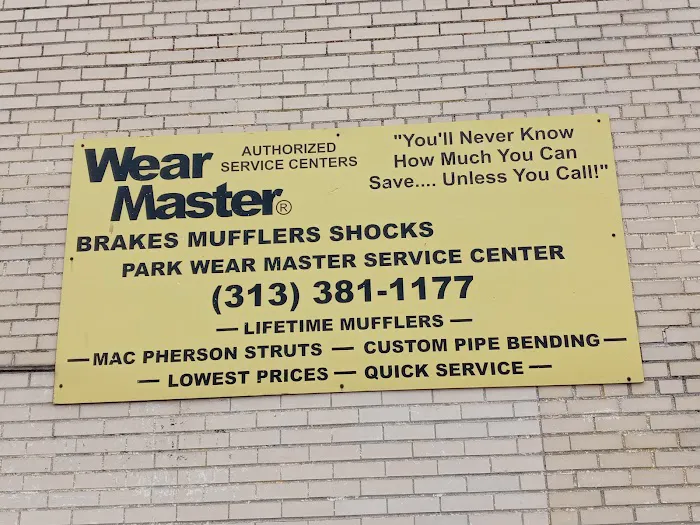 Wear
Master®
AUTHORIZED
SERVICE CENTERS
"You'll Never Know
How Much You Can
Save.... Unless You Call!"
BRAKES MUFFLERS SHOCKS
PARK WEAR MASTER SERVICE CENTER
(313) 381-1177
— LIFETIME MUFFLERS —
— MAC PHERSON STRUTS — CUSTOM PIPE BENDING —
— LOWEST PRICES — QUICK SERVICE —